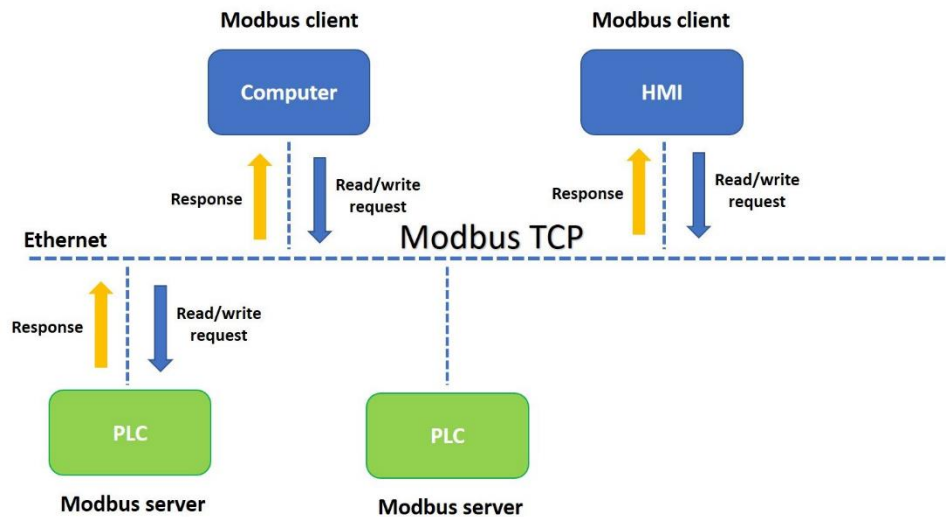 Modbus client
Modbus client
Computer
HMI
Response
Read/write
request
Response
Read/write
request
Ethernet
Modbus TCP
Response
Read/write
request
PLC
PLC
Modbus server
Modbus server